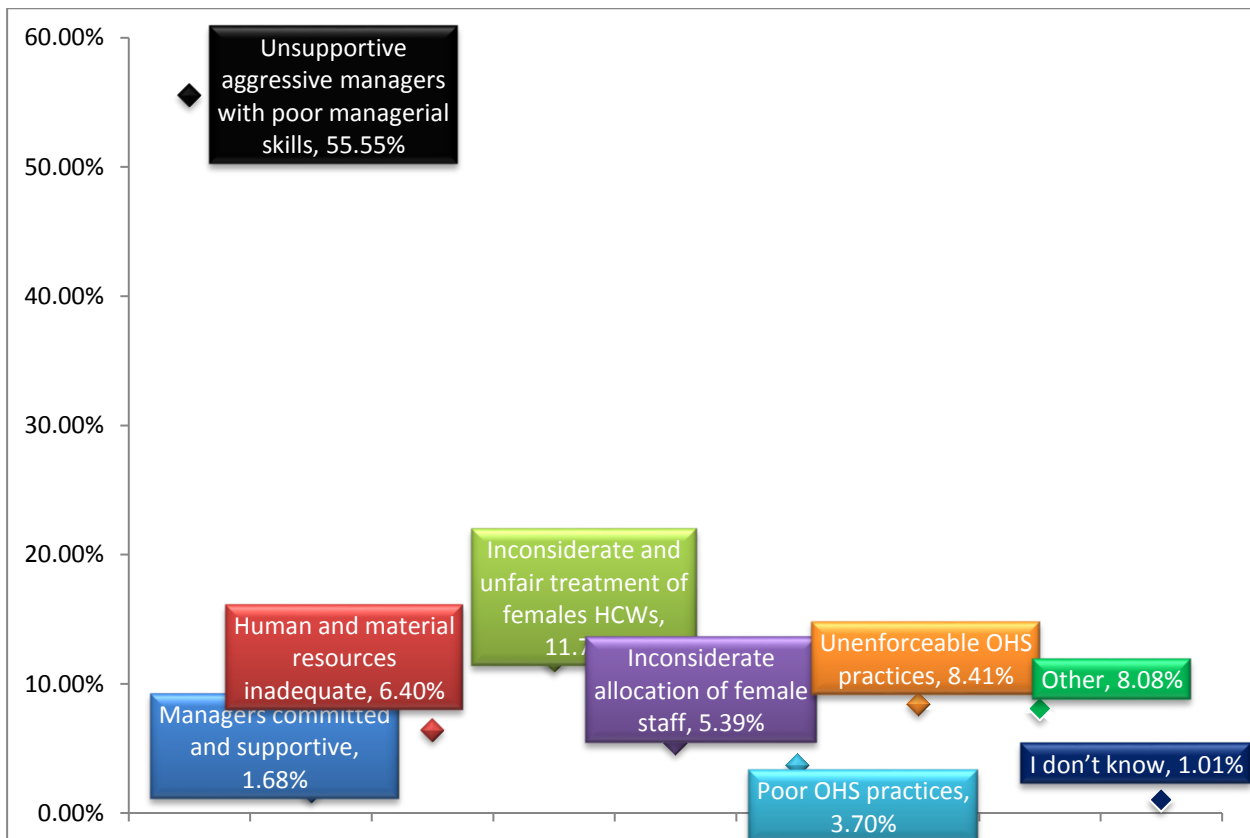 60.00%
50.00%
40.00%
30.00%
20.00%
10.00%
0.00%
Unsupportive
aggressive managers
with poor managerial
skills, 55.55%
Managers committed
and supportive,
1.68%
Human and material
resources
inadequate, 6.40%
Inconsiderate and
unfair treatment of
females HCWs,
Inconsiderate
allocation of female
staff, 5.39%
Poor OHS practices,
3.70%
Unenforceable OHS
practices, 8.41%
Other, 8.08%
I don't know, 1.01%